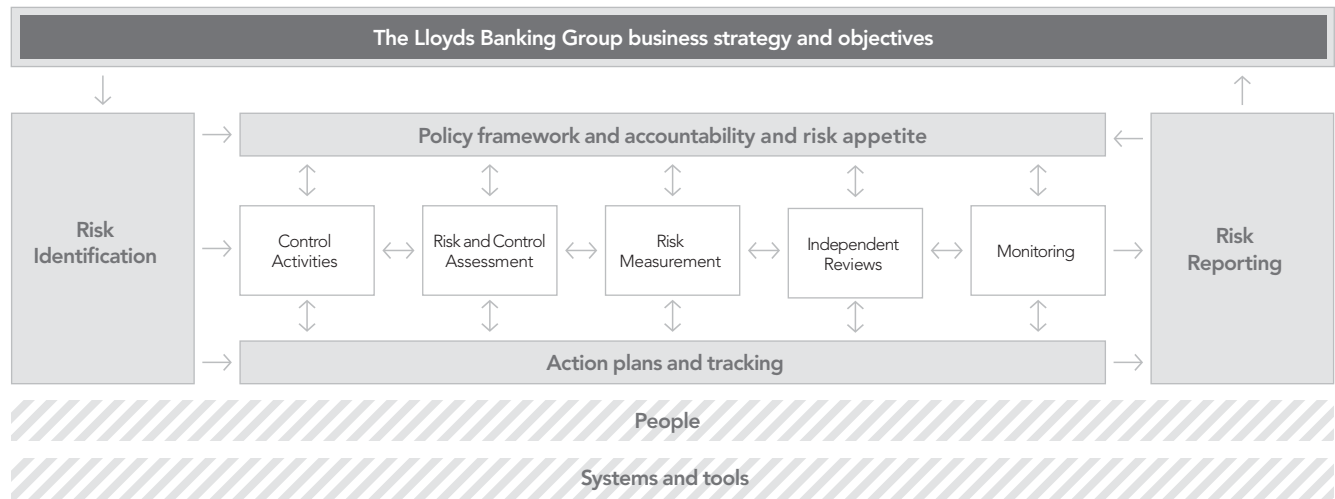 The Lloyds Banking Group business strategy and objectives
Policy framework and accountability and risk appetite
Risk
Identification
Control
Activities
Risk and Control
Assessment
Risk
Measurement
Independent
Reviews
Monitoring
Risk
Reporting
Action plans and tracking
People
Systems and tools